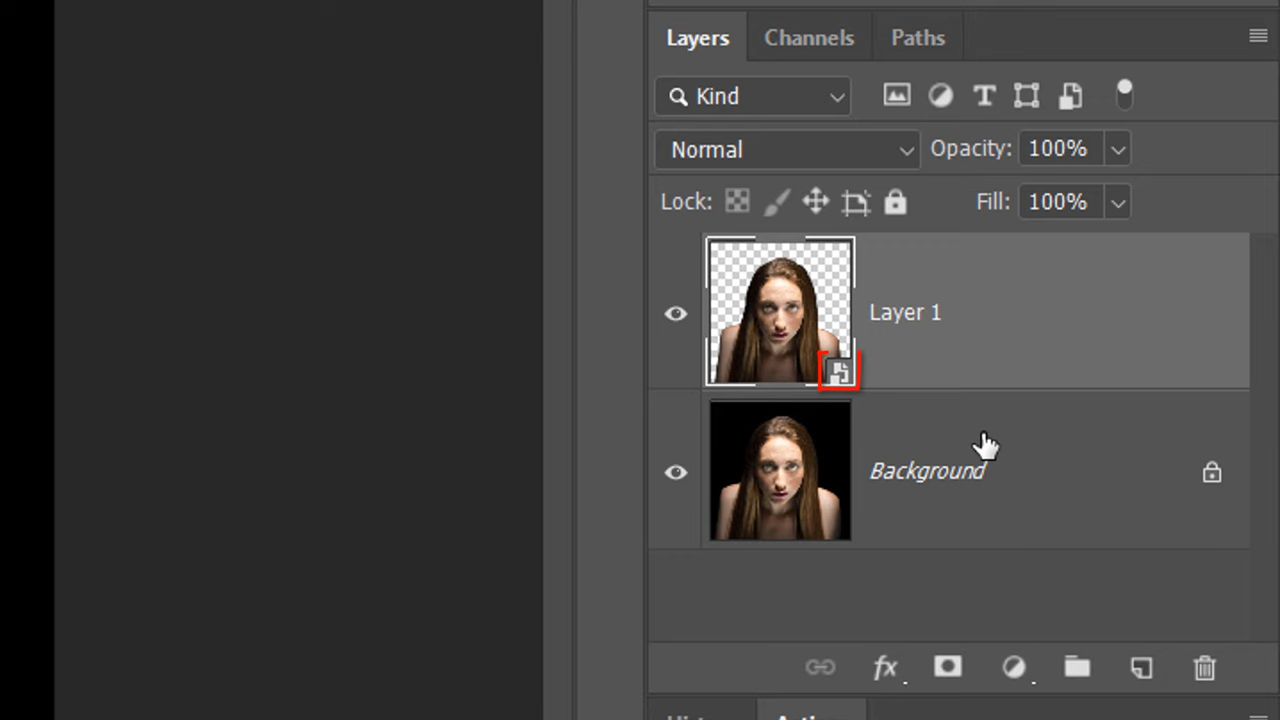 Layers Channels Paths
Kind
Normal Opacity: 100%
Lock: Fill: 100%
Layer 1
Background
fx